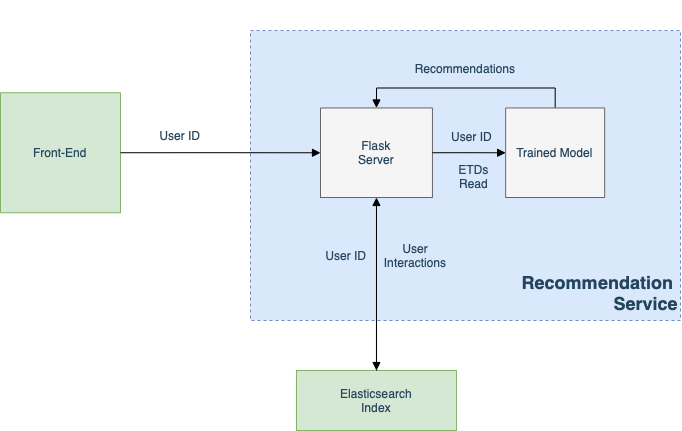 Recommendations
User ID
User ID
Front-End
Flask
Server
Trained Model
ETDs
Read
User ID
User
Interactions
Recommendation
Service
Elasticsearch
Index